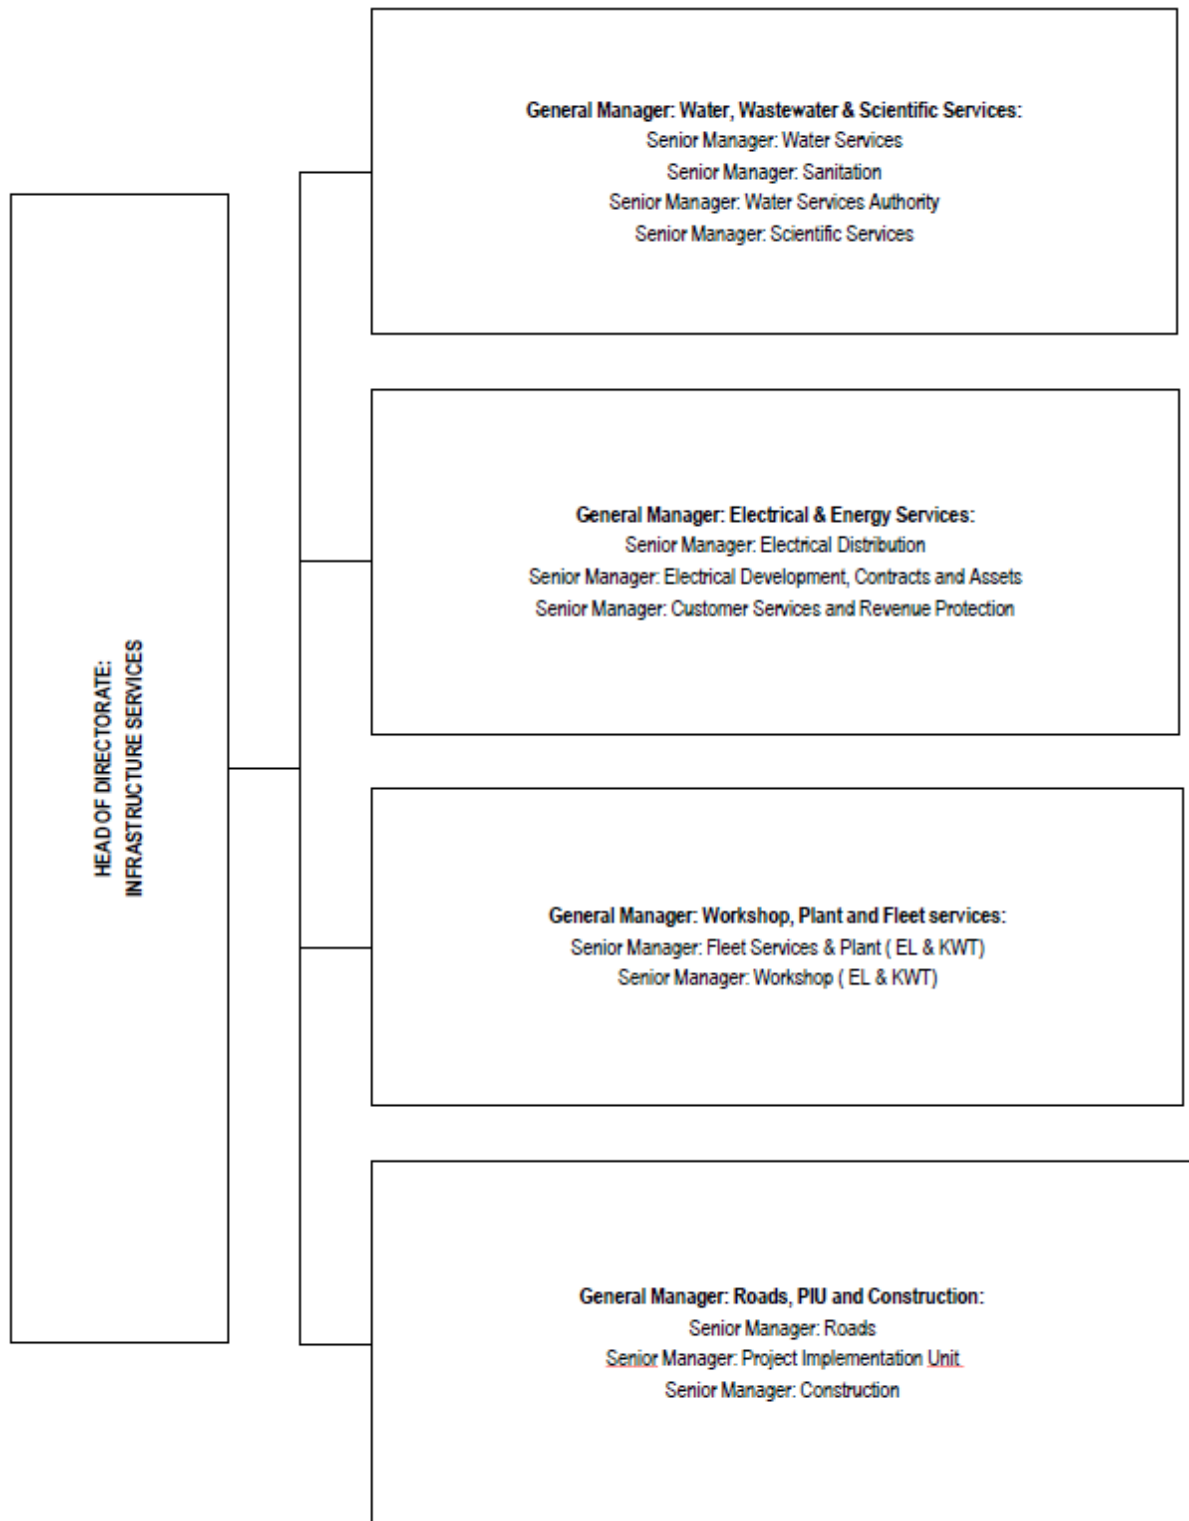 HEAD OF DIRECTORATE:
INFRASTRUCTURE SERVICES
General Manager: Water, Wastewater & Scientific Services:
Senior Manager: Water Services
Senior Manager: Sanitation
Senior Manager: Water Services Authority
Senior Manager: Scientific Services
General Manager: Electrical & Energy Services:
Senior Manager: Electrical Distribution
Senior Manager: Electrical Development, Contracts and Assets
Senior Manager: Customer Services and Revenue Protection
General Manager: Workshop, Plant and Fleet services:
Senior Manager: Fleet Services & Plant ( EL & KWT)
Senior Manager: Workshop ( EL & KWT)
General Manager: Roads, PIU and Construction:
Senior Manager: Roads
Senior Manager: Project Implementation Unit
Senior Manager: Construction